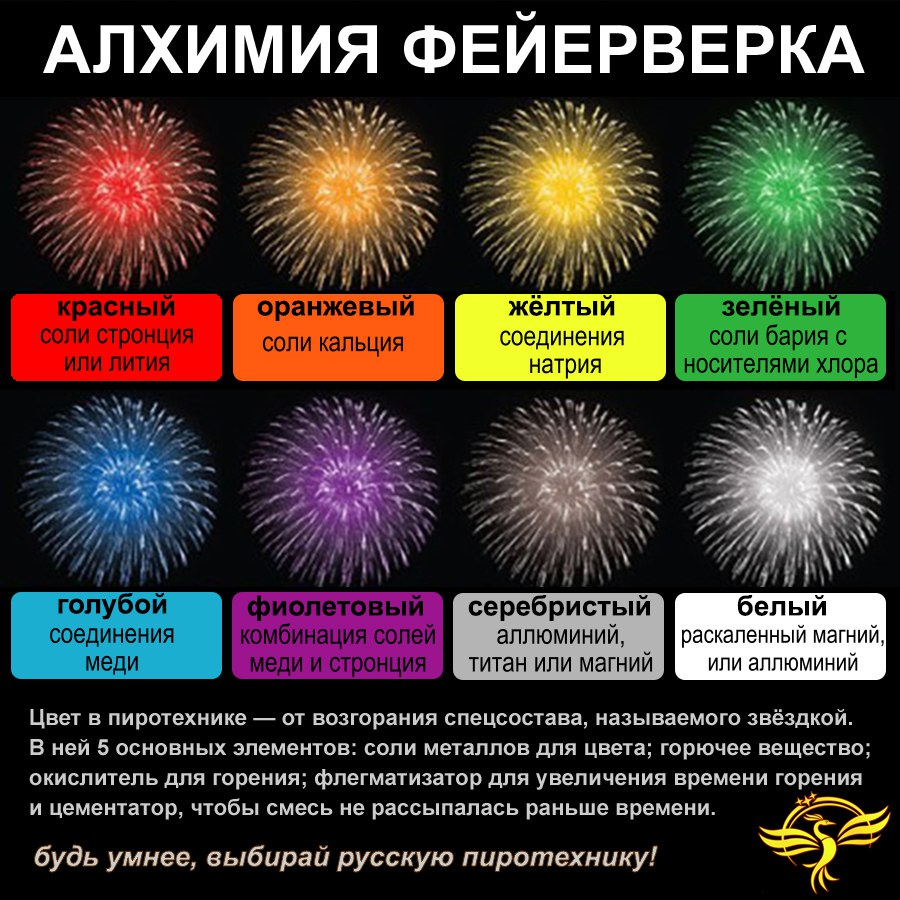 АЛХИМИЯ ФЕЙЕРВЕРКА
красный
соли стронция
или лития
оранжевый
соли кальция
жёлтый
соединения
натрия
зелёный
соли бария с
носителями хлора
голубой
соединения
меди
фиолетовый
комбинация солей
меди и стронция
серебристый
аллюминий,
титан или магний
белый
раскаленный магний,
или аллюминий
Цвет в пиротехнике — от возгорания спецсостава, называемого звёздкой.
В ней 5 основных элементов: соли металлов для цвета; горючее вещество;
окислитель для горения; флегматизатор для увеличения времени горения
и цементатор, чтобы смесь не рассыпалась раньше времени.
будь умнее, выбирай русскую пиротехнику!